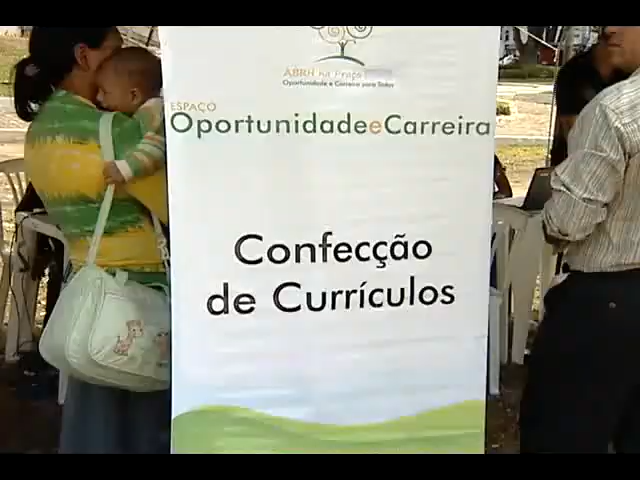 ABRH na Praça
Oportunidade e Carreira para Todos
ESPAÇO
OportunidadeeCarreira
Confecção
de Currículos